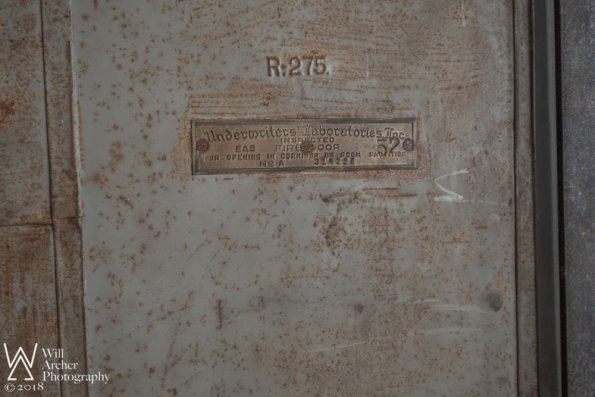 R-275.
Underwriters' Laboratories, Inc.
INSPECTED
FIRE DOOR 52
FOR OPENING IN CORRIDOR OR ROOM PARTITION
No A 314228
W
Will
Archer
©2018 Photography